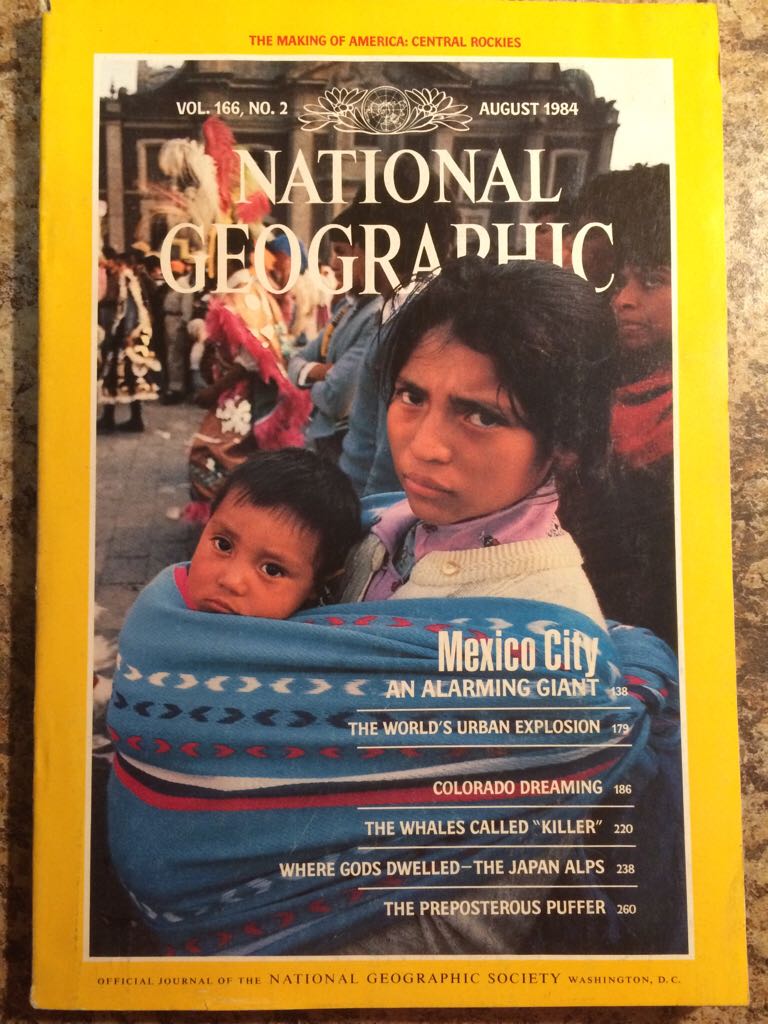 THE MAKING OF AMERICA: CENTRAL ROCKIES
VOL. 166, NO. 2 AUGUST 1984
NATIONAL
GEOGRAPHIC
Mexico City
AN ALARMING GIANT 138
THE WORLD'S URBAN EXPLOSION 179
COLORADO DREAMING 186
THE WHALES CALLED "KILLER" 220
WHERE GODS DWELLED—THE JAPAN ALPS 238
THE PREPOSTEROUS PUFFER 260
OFFICIAL JOURNAL OF THE NATIONAL GEOGRAPHIC SOCIETY WASHINGTON, D.C.